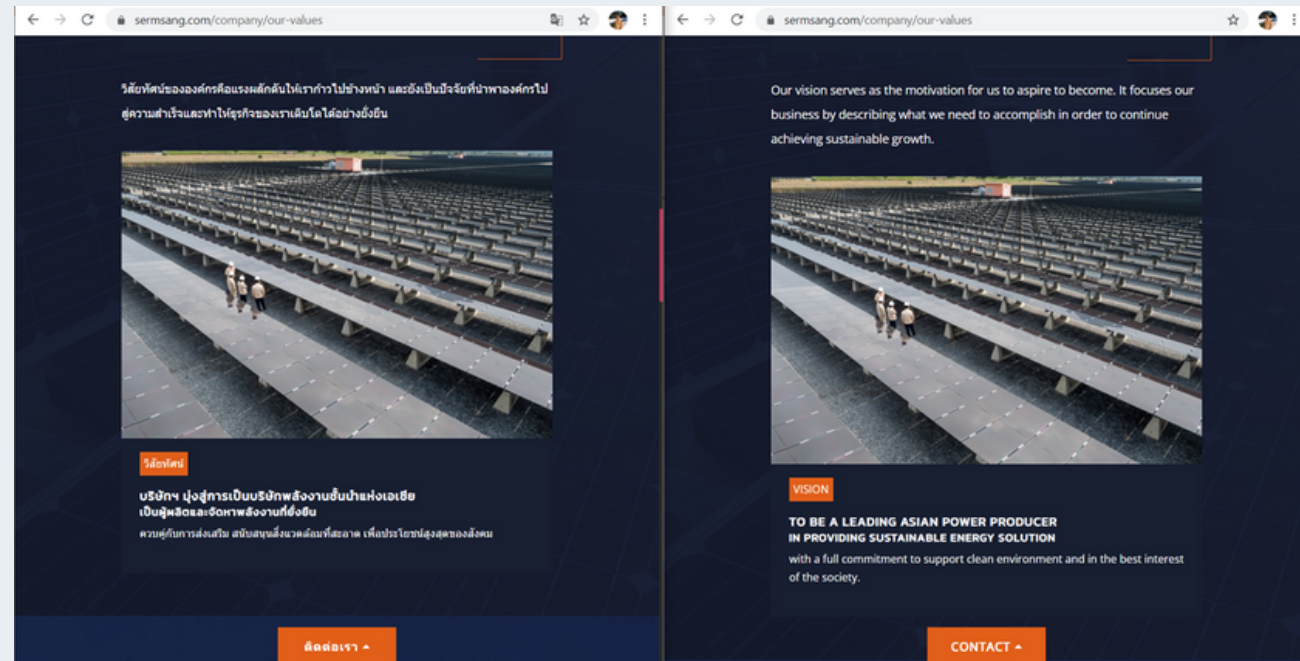 sermsang.com/company/our-values
วิสัยทัศน์ขององค์กรคือแรงผลักดันให้เราก้าวไปข้างหน้า และยังเป็นปัจจัยที่นำพาองค์กรไป
สู่ความสำเร็จและทำให้ธุรกิจของเราเติบโตได้อย่างยั่งยืน
วิสัยทัศน์
บริษัทฯ มุ่งสู่การเป็นบริษัทพลังงานชั้นนำแห่งเอเชีย
เป็นผู้ผลิตและจัดหาพลังงานที่ยั่งยืน
ควบคู่กับการส่งเสริม สนับสนุนสิ่งแวดล้อมที่สะอาด เพื่อประโยชน์สูงสุดของสังคม
ติดต่อเรา
sermsang.com/company/our-values
Our vision serves as the motivation for us to aspire to become. It focuses our
business by describing what we need to accomplish in order to continue
achieving sustainable growth.
VISION
TO BE A LEADING ASIAN POWER PRODUCER
IN PROVIDING SUSTAINABLE ENERGY SOLUTION
with a full commitment to support clean environment and in the best interest
of the society.
CONTACT